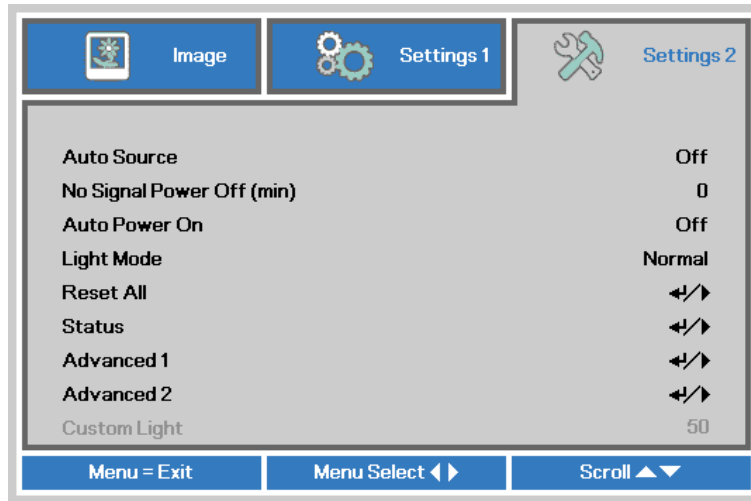 Image Settings 1 Settings 2
Auto Source Off
No Signal Power Off (min) 0
Auto Power On Off
Light Mode Normal
Reset All ↵/▶
Status ↵/▶
Advanced 1 ↵/▶
Advanced 2 ↵/▶
Custom Light 50
Menu = Exit Menu Select ◀▶ Scroll ▲▼